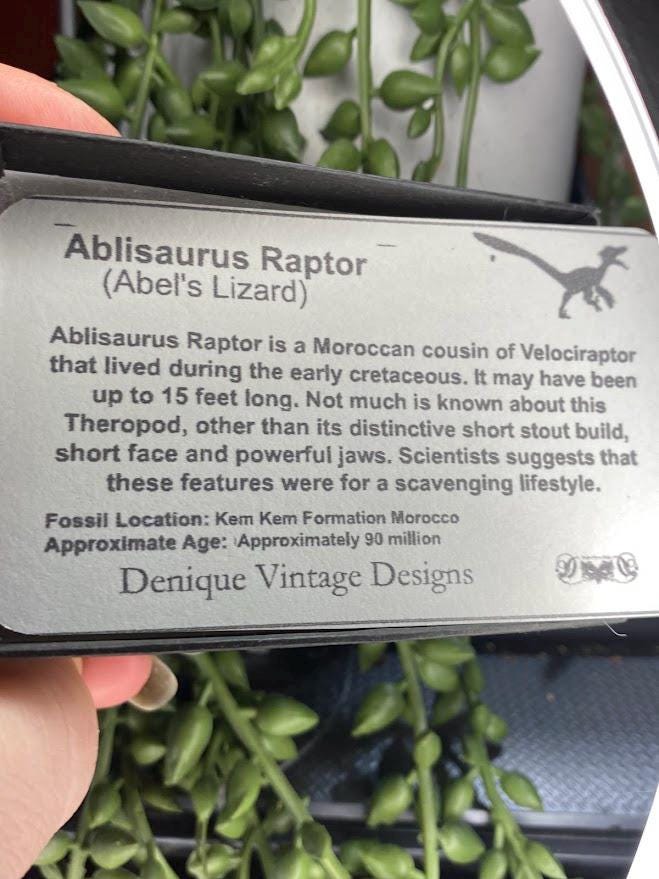 Ablisaurus Raptor
(Abel's Lizard)
Ablisaurus Raptor is a Moroccan cousin of Velociraptor
that lived during the early cretaceous. It may have been
up to 15 feet long. Not much is known about this
Theropod, other than its distinctive short stout build,
short face and powerful jaws. Scientists suggests that
these features were for a scavenging lifestyle.
Fossil Location: Kem Kem Formation Morocco
Approximate Age: Approximately 90 million
Denique Vintage Designs